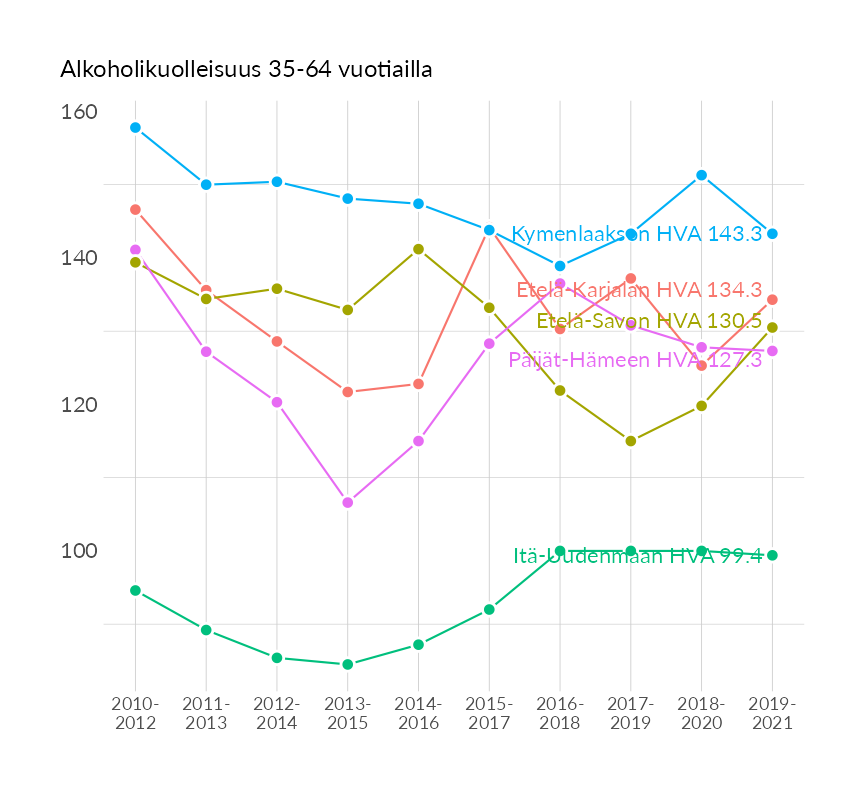 Alkoholikuolleisuus 35-64 vuotiailla
160
140
120
100
Kymenlaakson HVA 143.3
Etelä-Karjalan HVA 134.3
Etelä-Savon HVA 130.5
Päijät-Hämeen HVA 127.3
Itä-Uudenmaan HVA 99.4
2010-2012 2011-2013 2012-2014 2013-2015 2014-2016 2015-2017 2016-2018 2017-2019 2018-2020 2019-2021